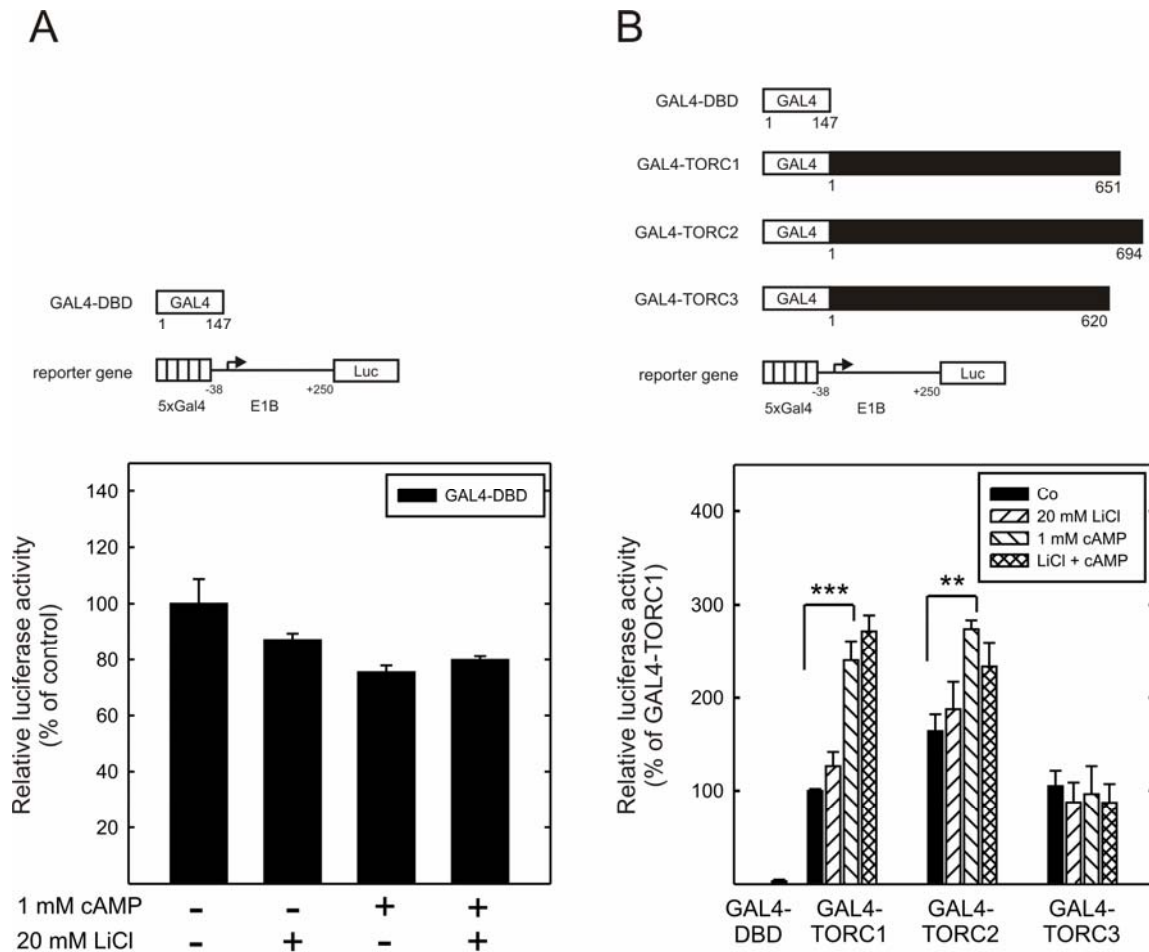 A
GAL4-DBD
GAL4
1 147
reporter gene
Luc
-38 +250
5xGal4 E1B
GAL4-DBD
Relative luciferase activity
(% of control)
140
120
100
80
60
40
20
1 mM cAMP - - + +
20 mM LiCl - + - +
B
GAL4-DBD
GAL4
1 147
GAL4-TORC1
GAL4
1 651
GAL4-TORC2
GAL4
1 694
GAL4-TORC3
GAL4
1 620
reporter gene
Luc
-38 +250
5xGal4 E1B
Co
20 mM LiCl
1 mM cAMP
LiCl + cAMP
Relative luciferase activity
(% of GAL4-TORC1)
400
300
200
100
***
**
GAL4- GAL4- GAL4- GAL4-
DBD TORC1 TORC2 TORC3